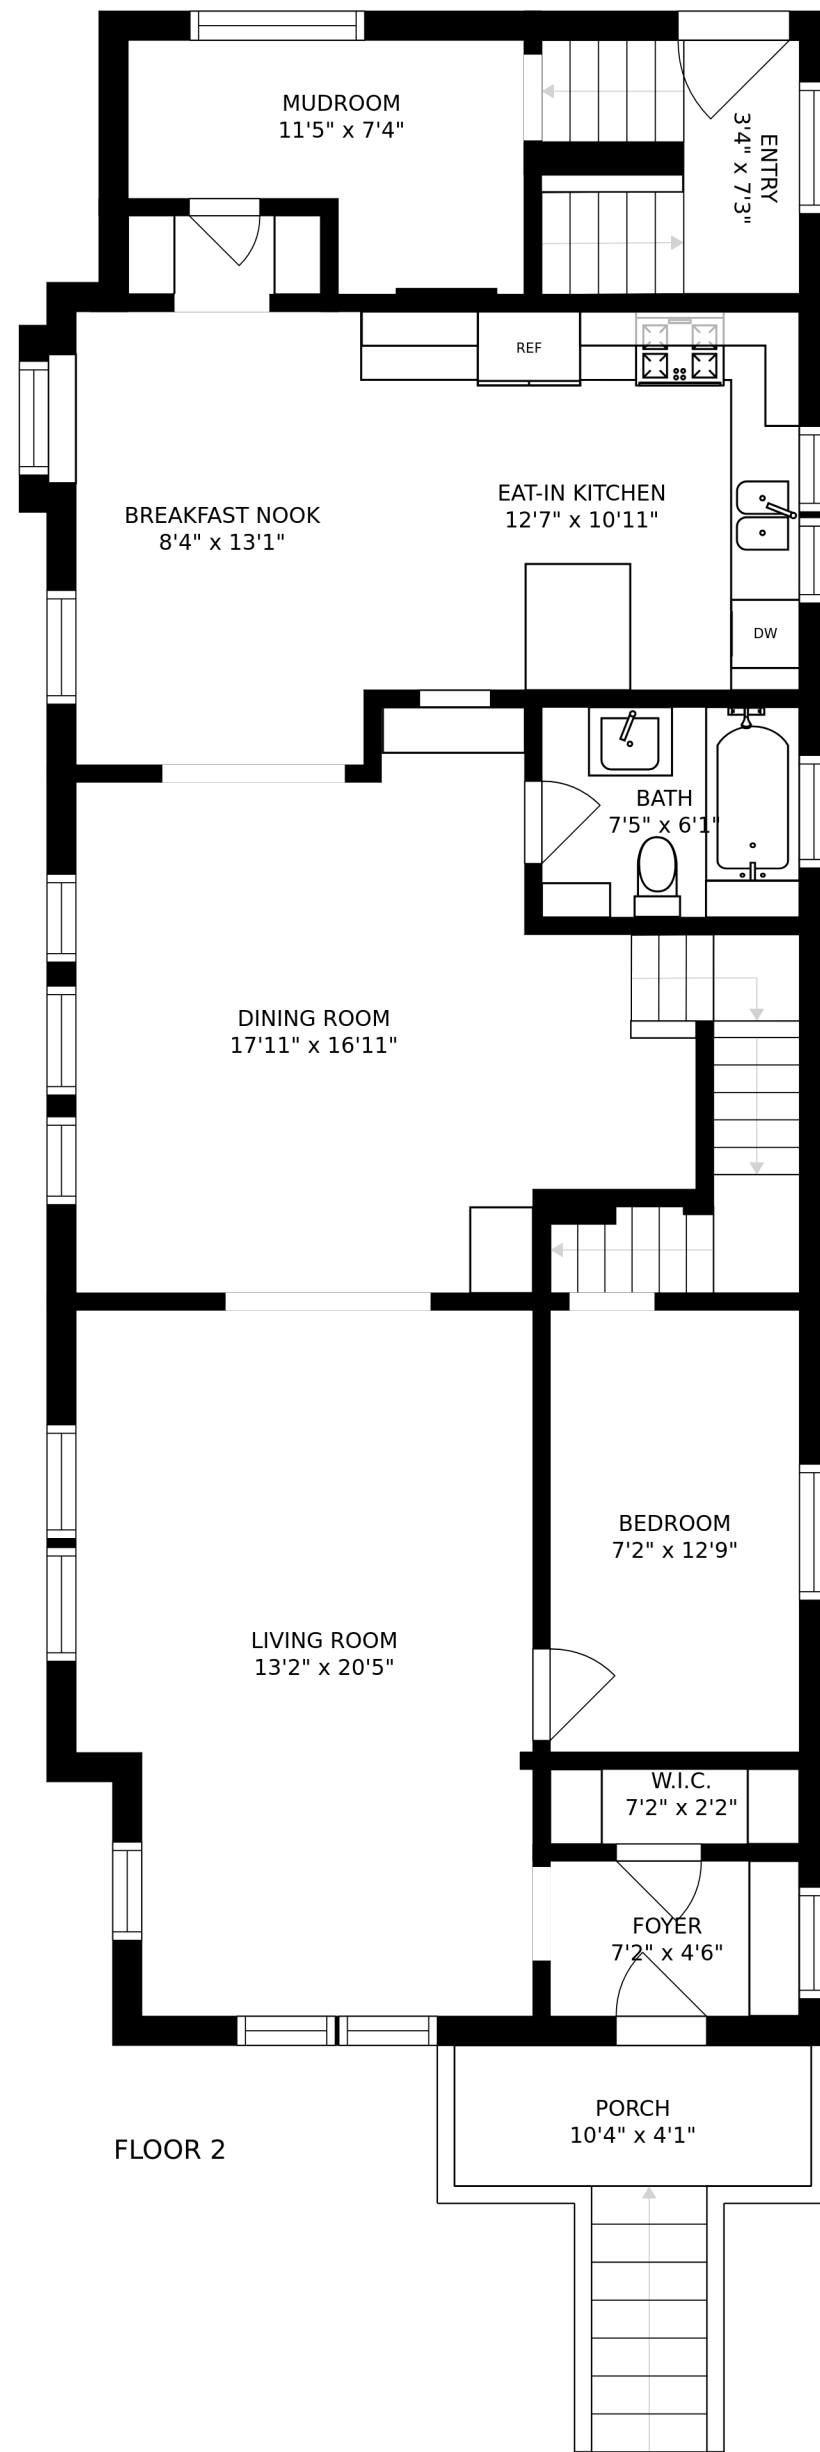 MUDROOM
11'5" x 7'4"
ENTRY
3'4" x 7'3"
REF
EAT-IN KITCHEN
12'7" x 10'11"
BREAKFAST NOOK
8'4" x 13'1"
DW
BATH
7'5" x 6'1"
DINING ROOM
17'11" x 16'11"
BEDROOM
7'2" x 12'9"
LIVING ROOM
13'2" x 20'5"
W.I.C.
7'2" x 2'2"
FOYER
7'2" x 4'6"
PORCH
10'4" x 4'1"
FLOOR 2